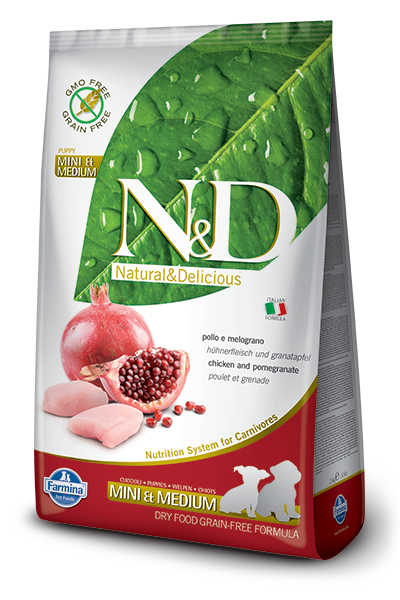 GMO FREE
GRAIN FREE
PUPPY
MINI &
MEDIUM
N&D
Natural&Delicious
ITALIAN
FORMULA
pollo e melograno
hühnerfleisch und granatapfel
chicken and pomegranate
poulet et grenade
Nutrition System for Carnivores
Farmina
Pet Foods
CUCCIOLI • PUPPIES • WELPEN • CHIOTS
MINI & MEDIUM
DRY FOOD GRAIN-FREE FORMULA